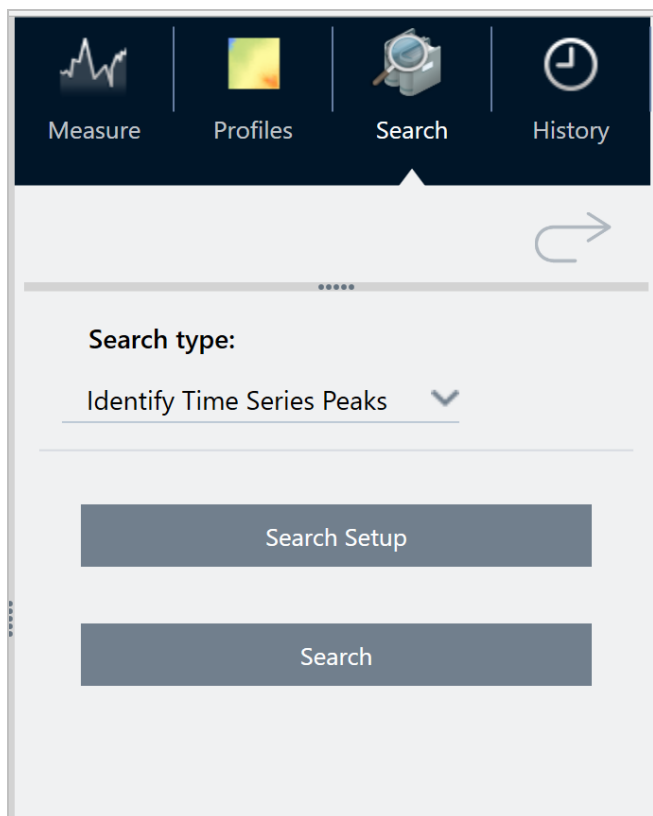 Measure Profiles Search History
Search type:
Identify Time Series Peaks
Search Setup
Search